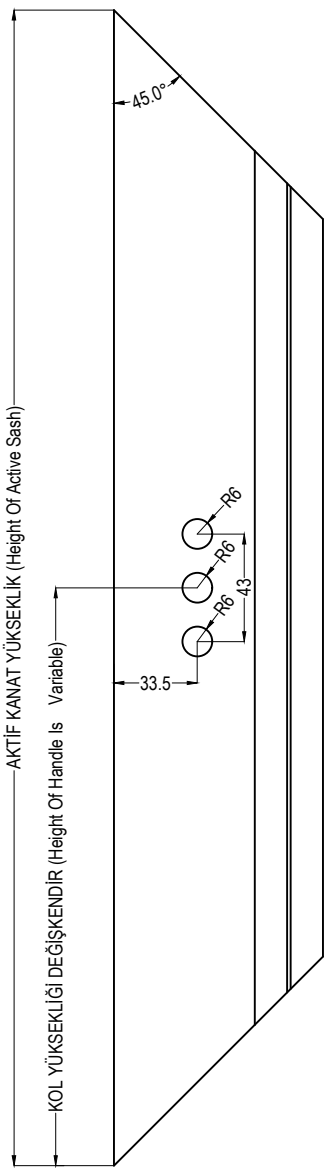 AKTİF KANAT YÜKSEKLİK (Height Of Active Sash)
KOL YÜKSEKLİĞİ DEĞİŞKENDİR (Height Of Handle Is Variable)
45.0°
R6
R6
R6
43
33.5